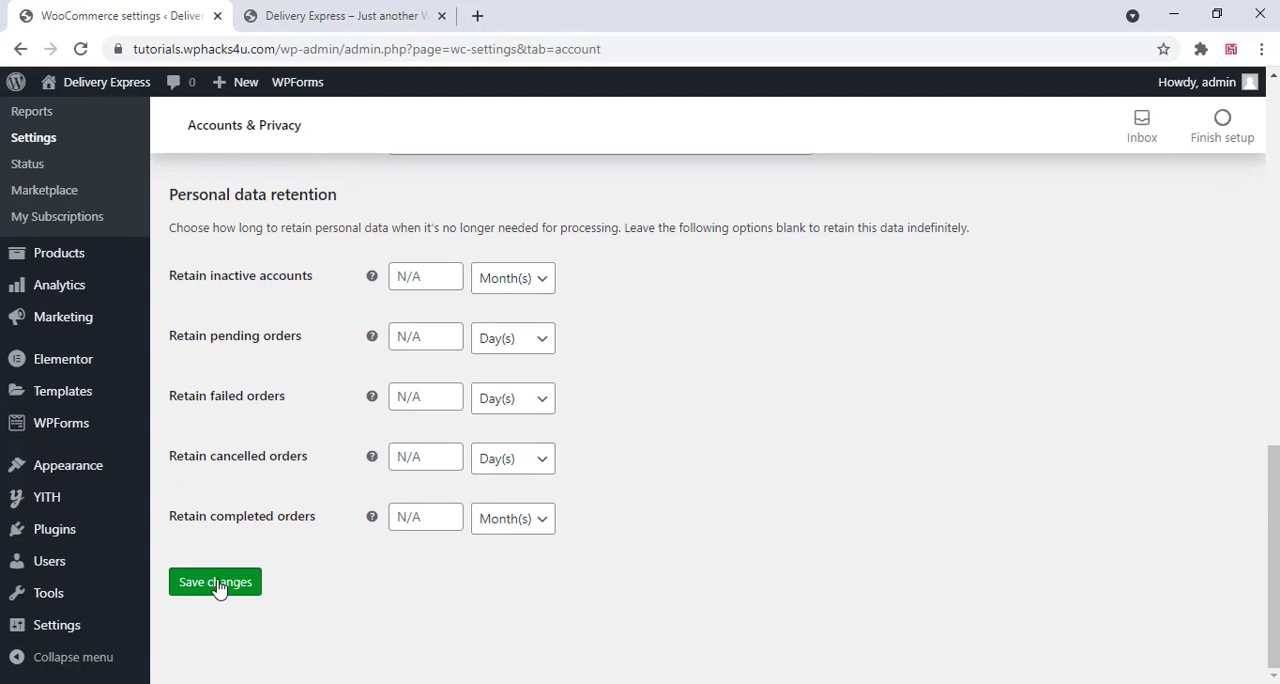 WooCommerce settings ‹ Deliver
Delivery Express – Just another W
tutorials.wphacks4u.com/wp-admin/admin.php?page=wc-settings&tab=account
Delivery Express
0
New
WPForms
Howdy, admin
Reports
Settings
Status
Marketplace
My Subscriptions
Products
Analytics
Marketing
Elementor
Templates
WPForms
Appearance
YITH
Plugins
Users
Tools
Settings
Collapse menu
Accounts & Privacy
Inbox
Finish setup
Personal data retention
Choose how long to retain personal data when it's no longer needed for processing. Leave the following options blank to retain this data indefinitely.
Retain inactive accounts ? N/A Month(s)
Retain pending orders ? N/A Day(s)
Retain failed orders ? N/A Day(s)
Retain cancelled orders ? N/A Day(s)
Retain completed orders ? N/A Month(s)
Save changes